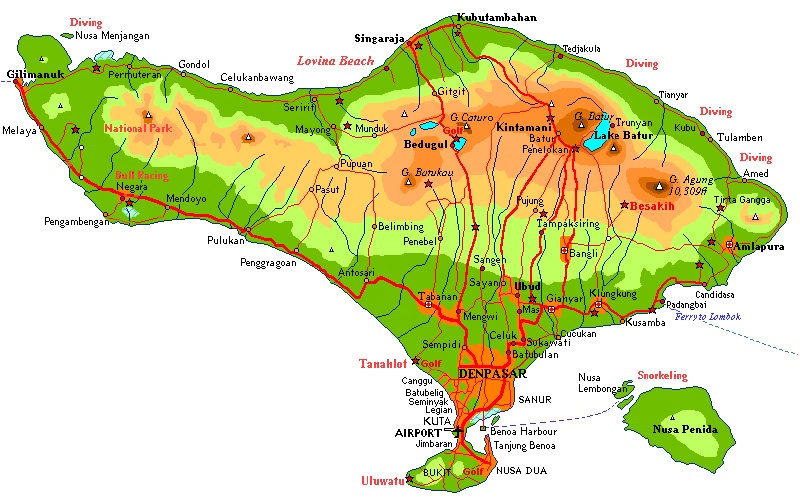 Kubutambahan
Diving
Nusa Menjangan
Singaraja
Tedjakula
Lovina Beach
Diving
Gilimanuk
Permuteran
Gondol
Celukanbawang
Tianyar
Seririt
Gitgit
Diving
Melaya
National Park
Mayong
Munduk
G. Caturo
Golf
Kintamani
G. Batur
Trunyan
Lake Batur
Kubu
Tulamben
Bedugul
Batur
Penelokan
Diving
Pupuan
Bull Racing
Negara
G. Batukau
G. Agung
10,309ft
Amed
Mendoyo
Pasut
Pujung
Besakih
Tirta Gangga
Pengambengan
Pulukan
Belimbing
Penebel
Tampaksiring
Bangli
Amlapura
Penggragoan
Sangeh
Antosari
Sayan
Ubud
Klungkung
Candidasa
Tabanan
Mengwi
Mas
Gianyar
Padangbai
Kusamba
Ferry to Lombok
Sempidi
Celuk
Sukawati
Cucukan
Batubulan
Tanahlot
Golf
DENPASAR
Canggu
Batubelig
Seminyak
Legian
SANUR
Nusa
Lembongan
Snorkeling
KUTA
AIRPORT
Benoa Harbour
Nusa Penida
Jimbaran
Tanjung Benoa
Uluwatu
BUKIT
Golf
NUSA DUA